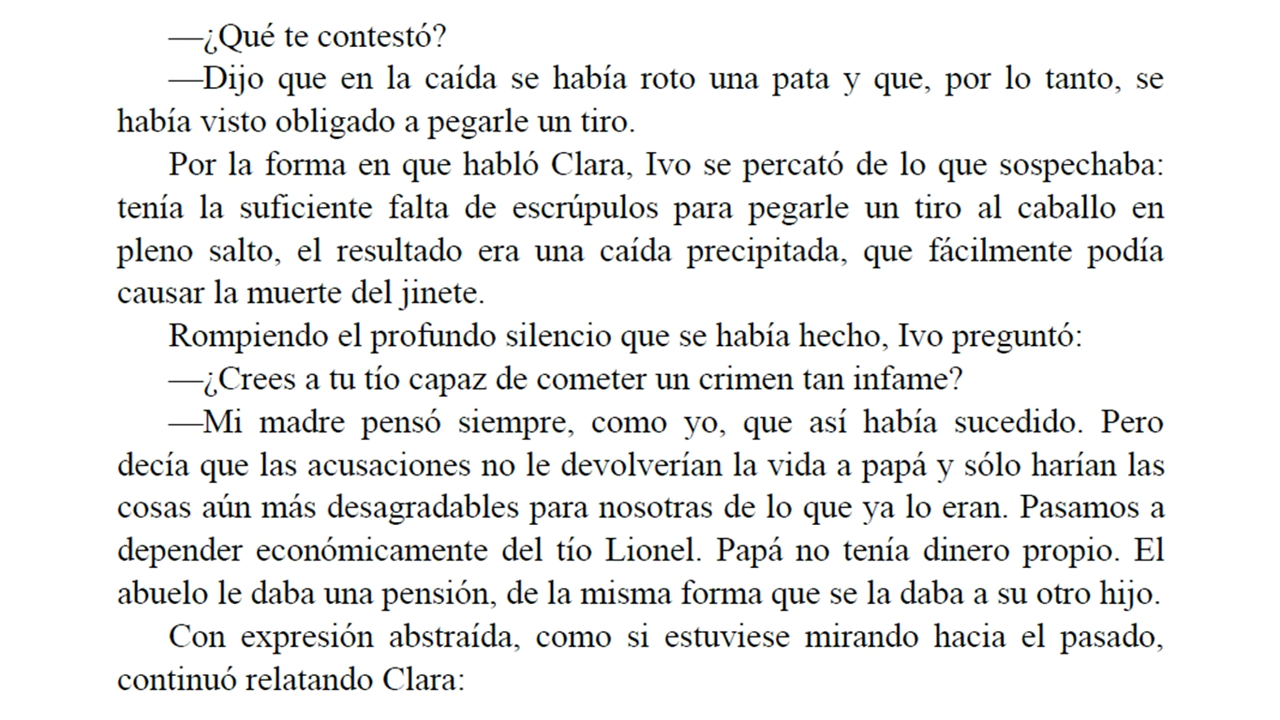 —¿Qué te contestó?
—Dijo que en la caída se había roto una pata y que, por lo tanto, se
había visto obligado a pegarle un tiro.
Por la forma en que habló Clara, Ivo se percató de lo que sospechaba:
tenía la suficiente falta de escrúpulos para pegarle un tiro al caballo en
pleno salto, el resultado era una caída precipitada, que fácilmente podía
causar la muerte del jinete.
Rompiendo el profundo silencio que se había hecho, Ivo preguntó:
—¿Crees a tu tío capaz de cometer un crimen tan infame?
—Mi madre pensó siempre, como yo, que así había sucedido. Pero
decía que las acusaciones no le devolverían la vida a papá y sólo harían las
cosas aún más desagradables para nosotras de lo que ya lo eran. Pasamos a
depender económicamente del tío Lionel. Papá no tenía dinero propio. El
abuelo le daba una pensión, de la misma forma que se la daba a su otro hijo.
Con expresión abstraída, como si estuviese mirando hacia el pasado,
continuó relatando Clara: